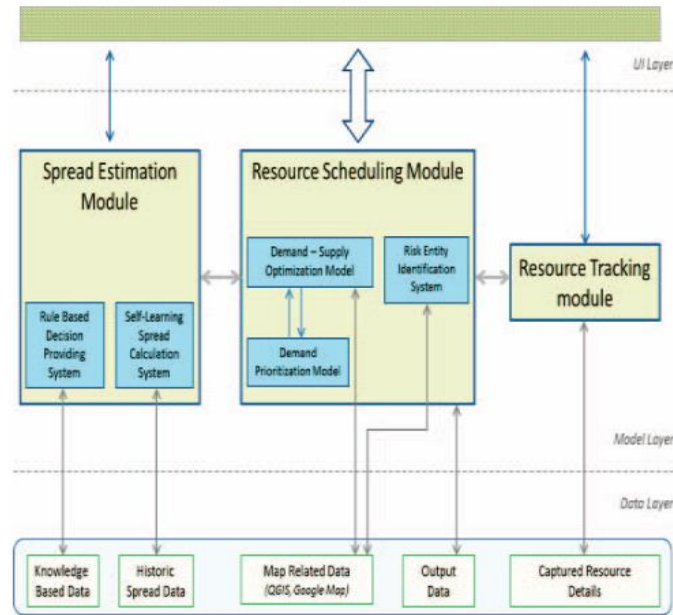 UI Layer
Spread Estimation
Module
Resource Scheduling Module
Demand – Supply
Optimization Model
Risk Entity
Identification
System
Resource Tracking
module
Rule Based
Decision
Providing
System
Self-Learning
Spread
Calculation
System
Demand
Prioritization Model
Model Layer
Data Layer
Knowledge
Based Data
Historic
Spread Data
Map Related Data
(QGIS, Google Map)
Output
Data
Captured Resource
Details